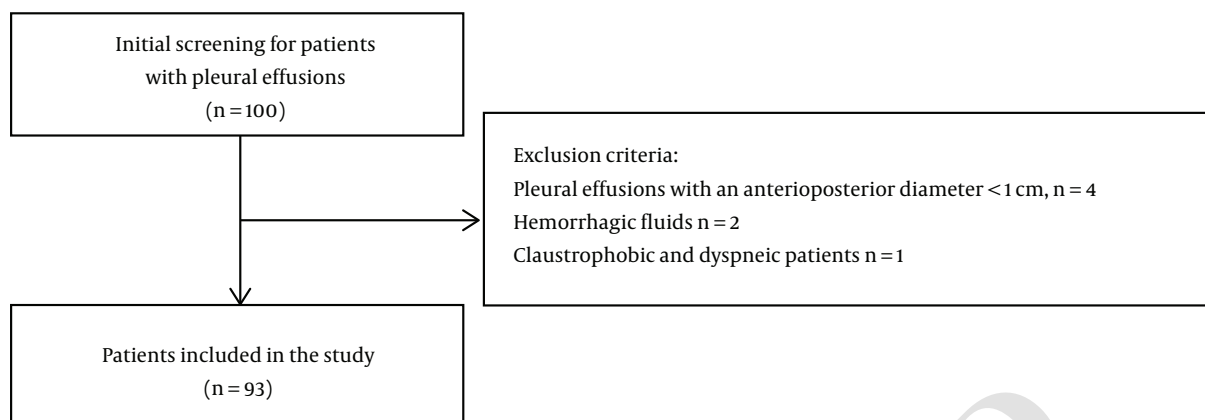 Initial screening for patients
with pleural effusions
(n = 100)
Exclusion criteria:
Pleural effusions with an anterioposterior diameter < 1 cm, n = 4
Hemorrhagic fluids n = 2
Claustrophobic and dyspneic patients n = 1
Patients included in the study
(n = 93)